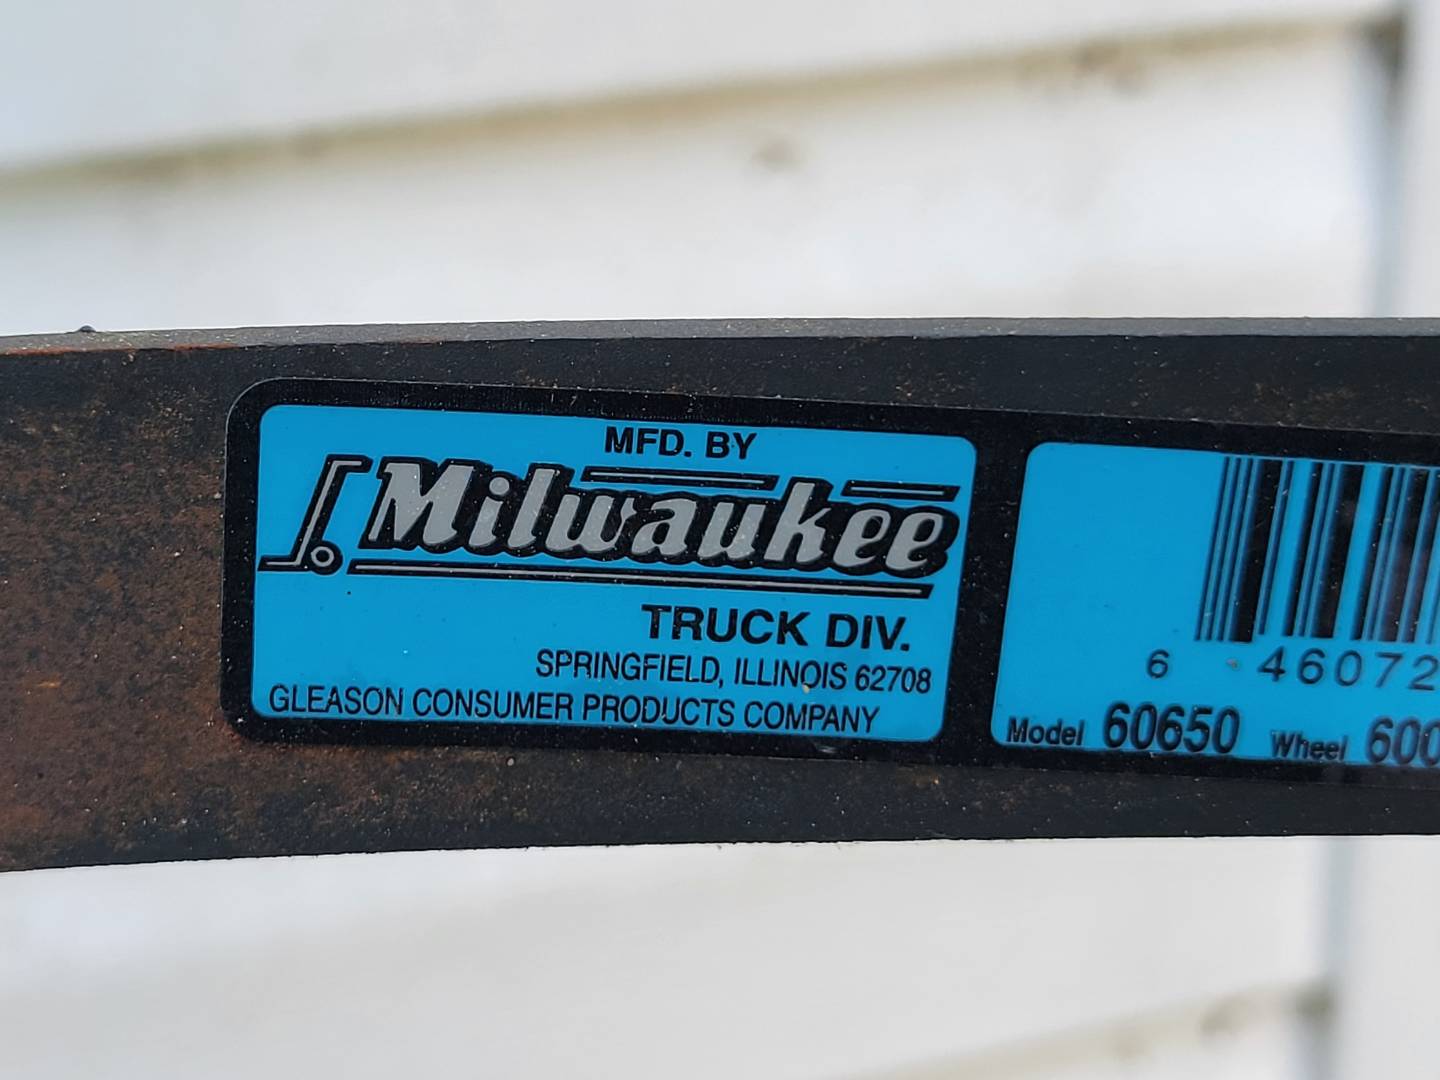 MFD. BY
Milwaukee
TRUCK DIV.
SPRINGFIELD, ILLINOIS 62708
GLEASON CONSUMER PRODUCTS COMPANY
6 46072
Model 60650 Wheel 600